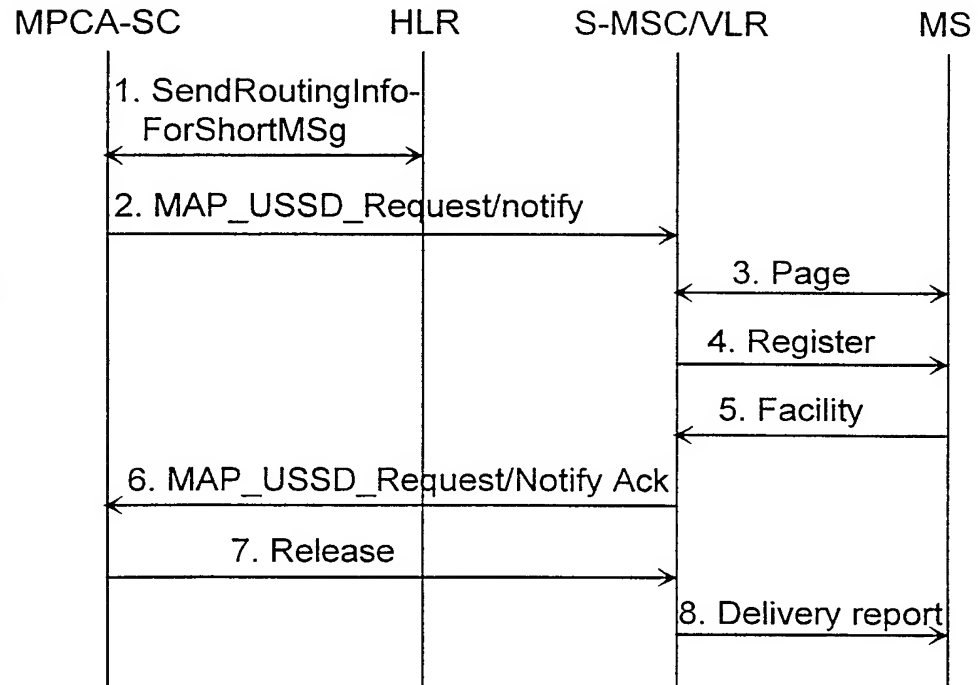 MPCA-SC HLR S-MSC/VLR MS
1. SendRoutingInfo-
ForShortMSg
2. MAP_USSD_Request/notify
3. Page
4. Register
5. Facility
6. MAP_USSD_Request/Notify Ack
7. Release
8. Delivery report